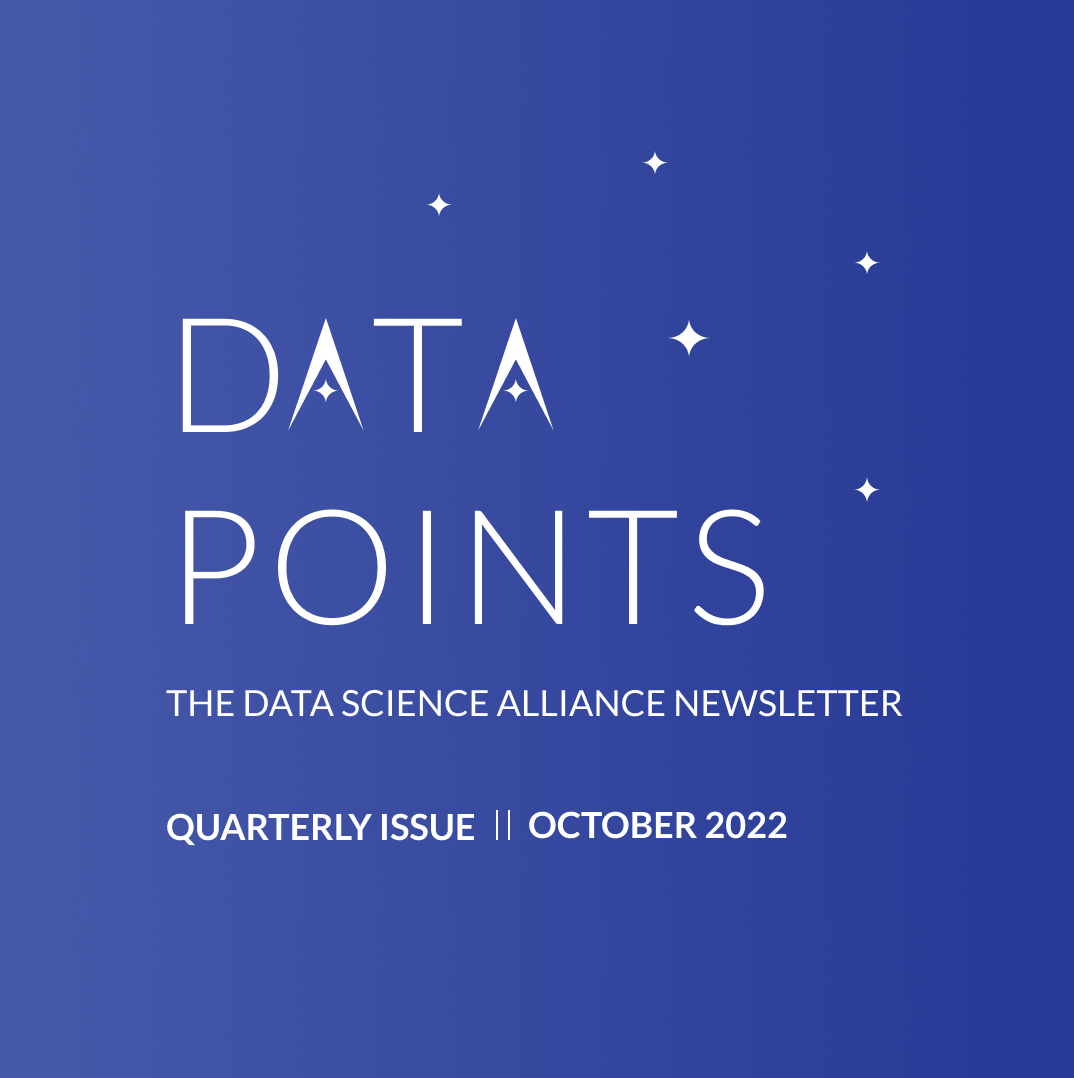 DATA
POINTS
THE DATA SCIENCE ALLIANCE NEWSLETTER
QUARTERLY ISSUE || OCTOBER 2022